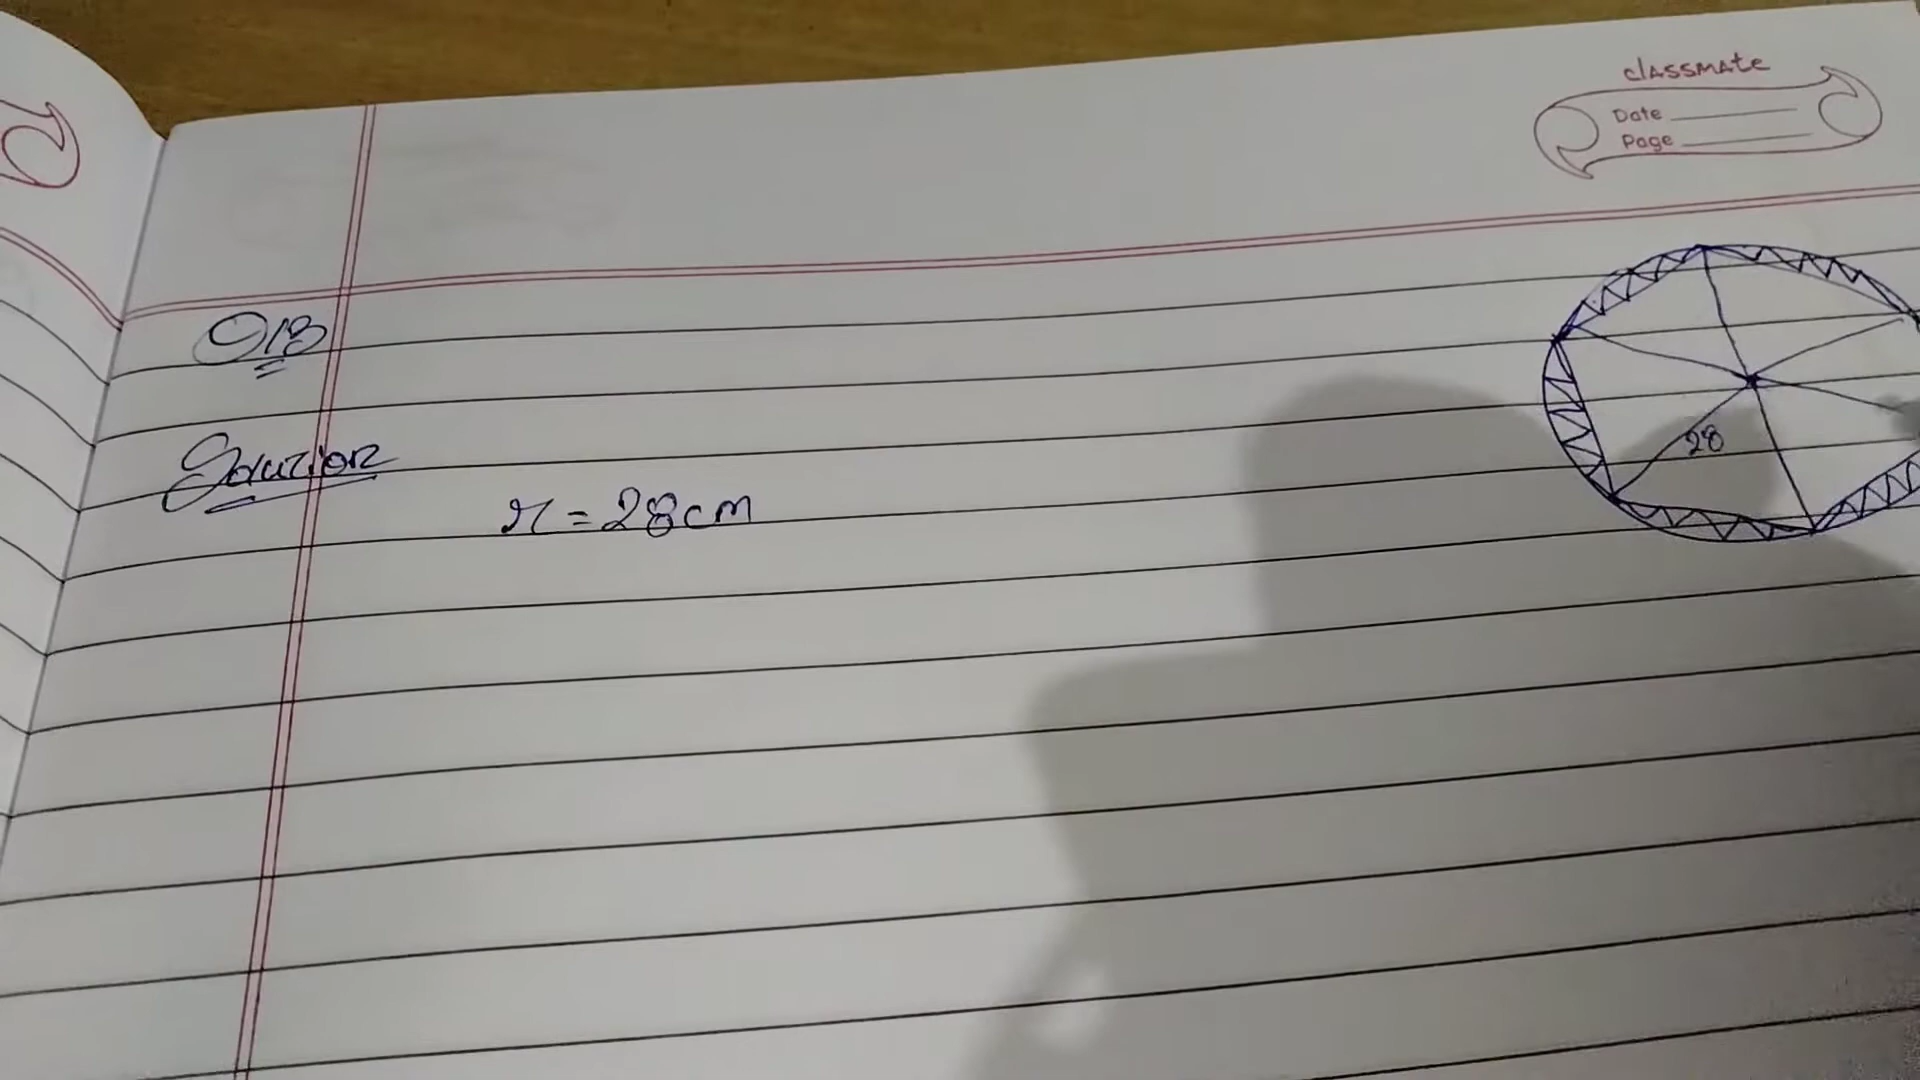 classmate
Date
Page
Q13
28
Solution
r = 28cm